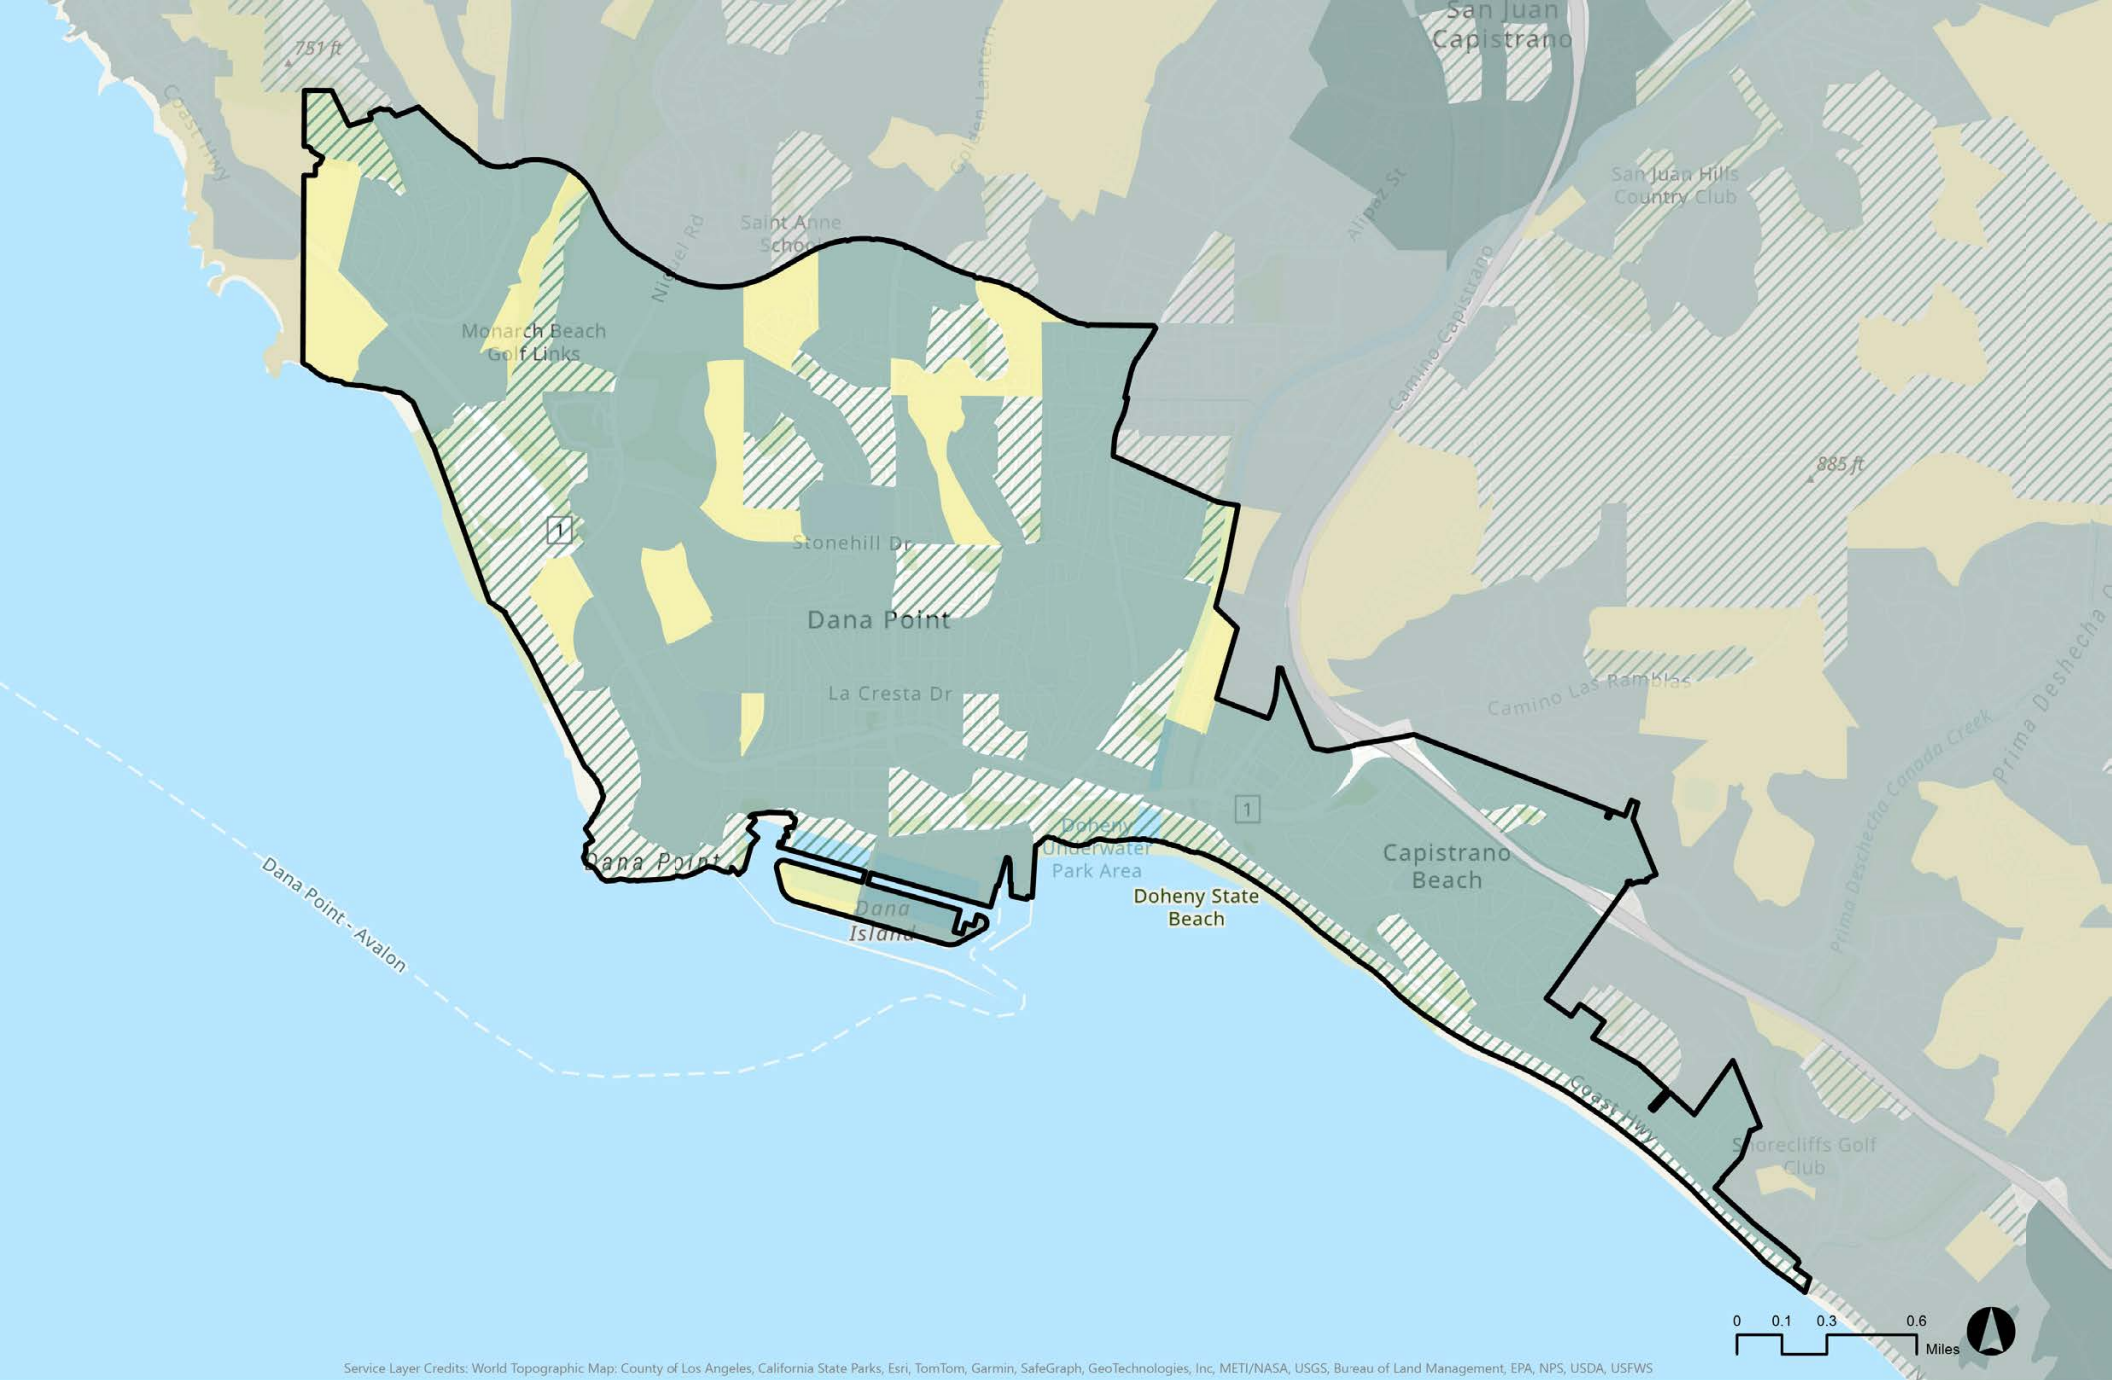 San Juan
Capistrano
751 ft
Coast Hwy
Golden Lantern
San Juan Hills
Country Club
Alipaz St
Saint Anne
School
Niguel Rd
Camino Capistrano
Monarch Beach
Golf Links
885 ft
1
Stonehill Dr
Dana Point
La Cresta Dr
Camino Las Ramblas
Prima Deshecha
Prima Deschecha Canada Creek
1
Doheny
Underwater
Park Area
Capistrano
Beach
Dana Point
Doheny State
Beach
Dana
Island
Dana Point - Avalon
Coast Hwy
Shorecliffs Golf
Club
0 0.1 0.3 0.6
Miles
Service Layer Credits: World Topographic Map: County of Los Angeles, California State Parks, Esri, TomTom, Garmin, SafeGraph, GeoTechnologies, Inc, METI/NASA, USGS, Bureau of Land Management, EPA, NPS, USDA, USFWS